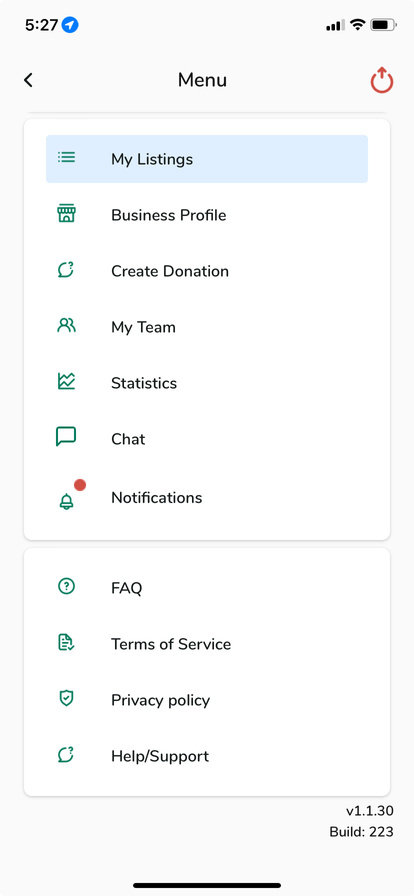 5:27
Menu
My Listings
Business Profile
Create Donation
My Team
Statistics
Chat
Notifications
FAQ
Terms of Service
Privacy policy
Help/Support
v1.1.30
Build: 223